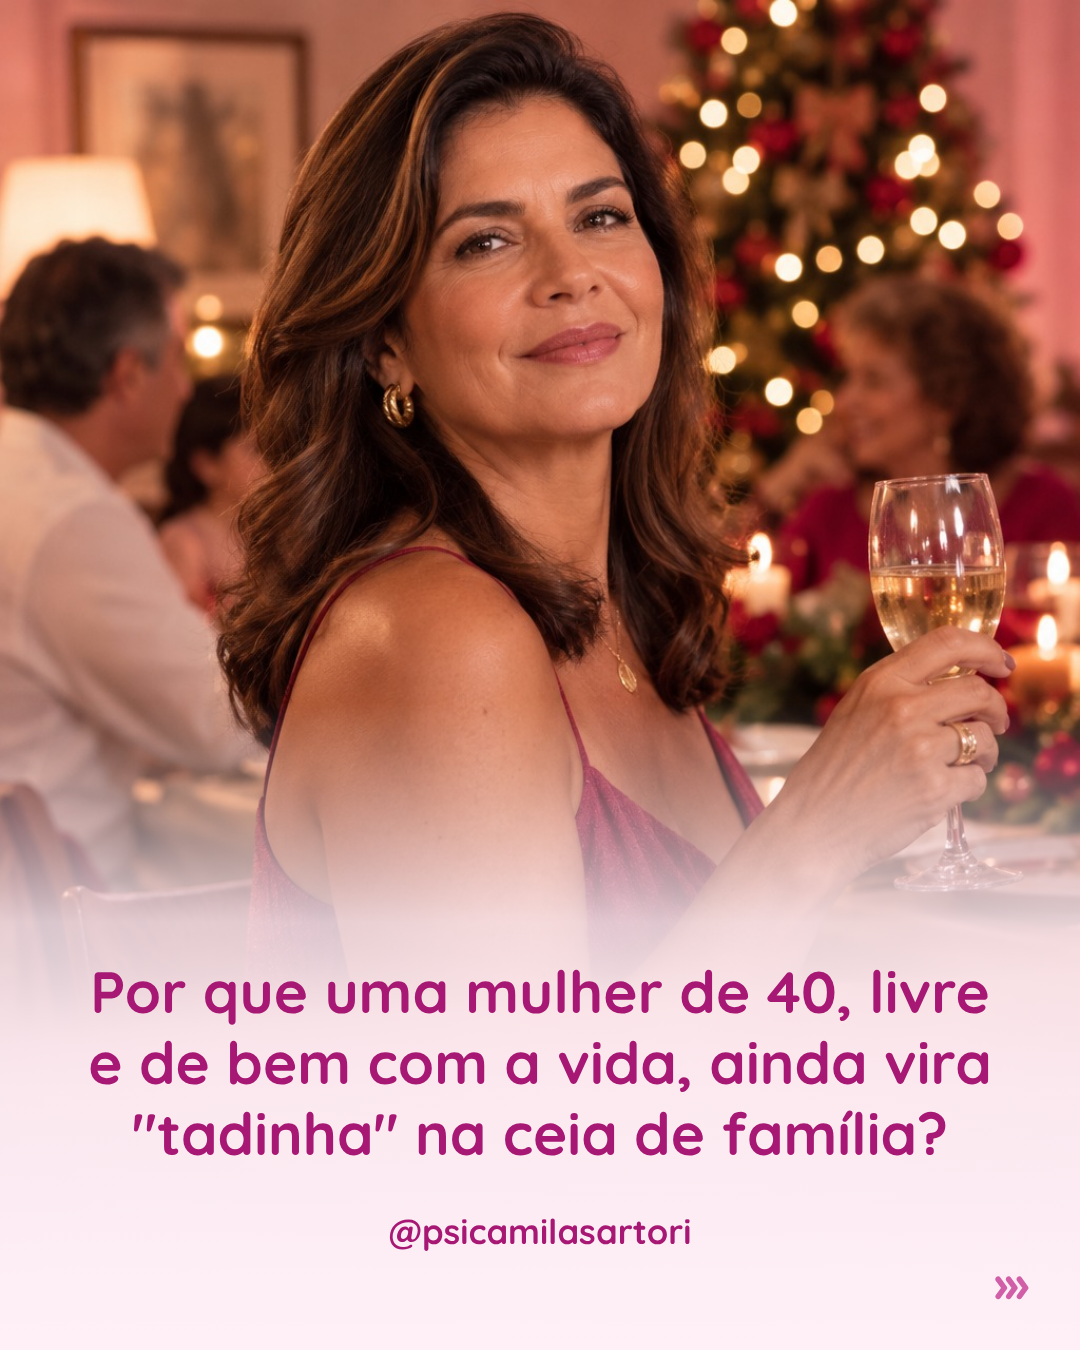 Por que uma mulher de 40, livre
e de bem com a vida, ainda vira
"tadinha" na ceia de família?
@psicamilasartori